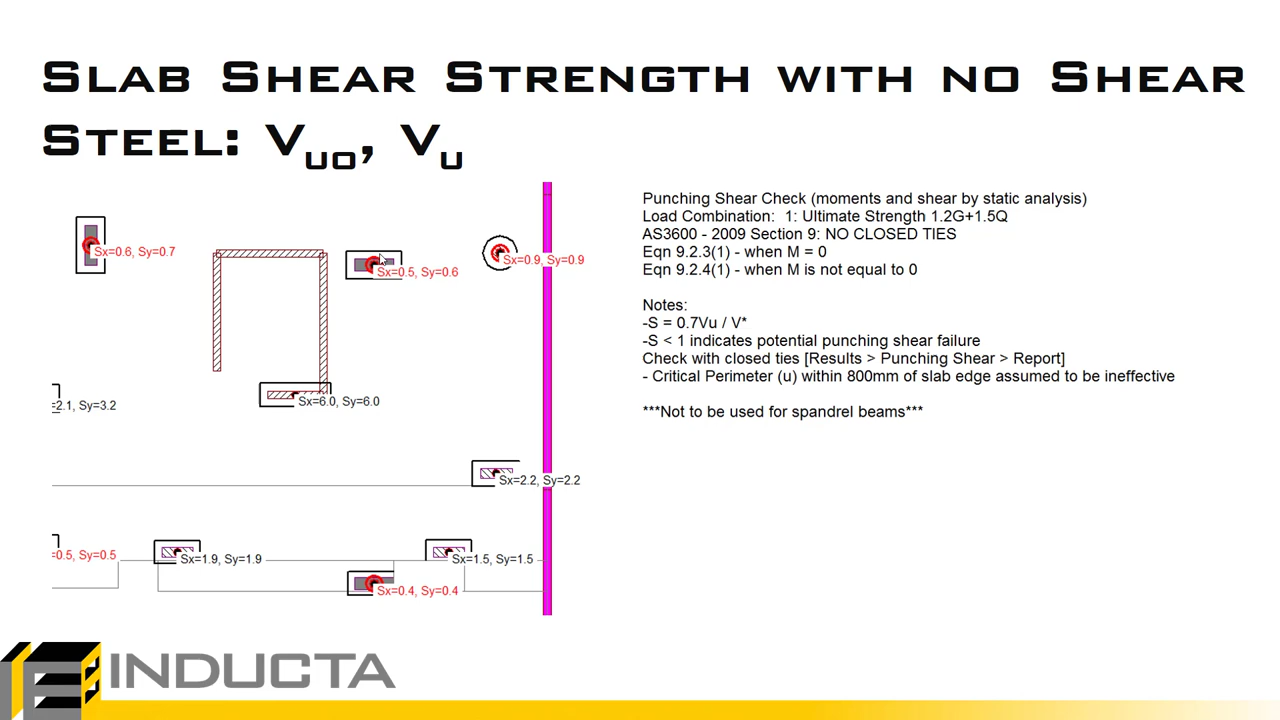 Slab Shear Strength with no Shear
Steel: Vuo, Vu
Sx=0.6, Sy=0.7
Sx=0.5, Sy=0.6
Sx=0.9, Sy=0.9
=2.1, Sy=3.2
Sx=6.0, Sy=6.0
Sx=2.2, Sy=2.2
=0.5, Sy=0.5
Sx=1.9, Sy=1.9
Sx=1.5, Sy=1.5
Sx=0.4, Sy=0.4
Punching Shear Check (moments and shear by static analysis)
Load Combination: 1: Ultimate Strength 1.2G+1.5Q
AS3600 - 2009 Section 9: NO CLOSED TIES
Eqn 9.2.3(1) - when M = 0
Eqn 9.2.4(1) - when M is not equal to 0
Notes:
-S = 0.7Vu / V*
-S < 1 indicates potential punching shear failure
Check with closed ties [Results > Punching Shear > Report]
- Critical Perimeter (u) within 800mm of slab edge assumed to be ineffective
***Not to be used for spandrel beams***
INDUCTA